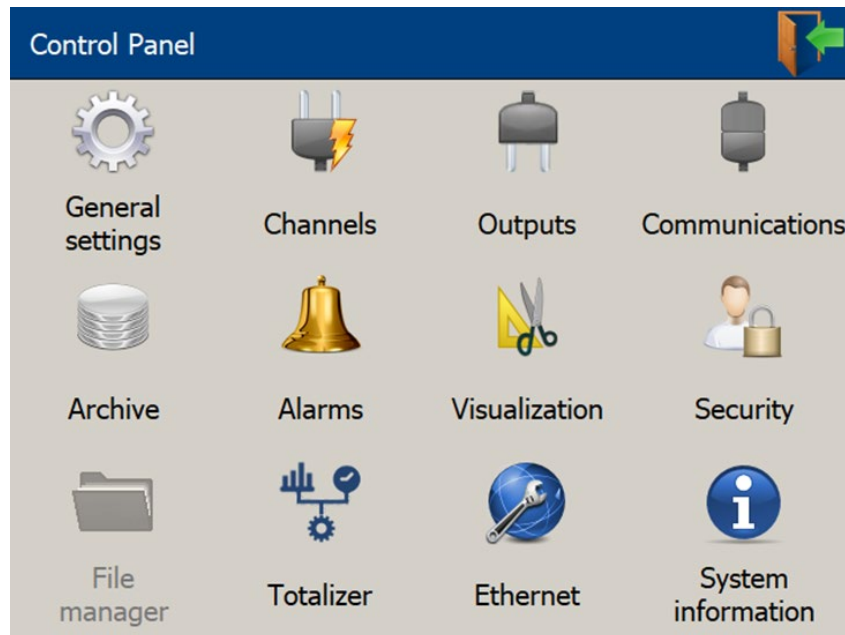 Control Panel
General
settings
Channels
Outputs
Communications
Archive
Alarms
Visualization
Security
File
manager
Totalizer
Ethernet
System
information